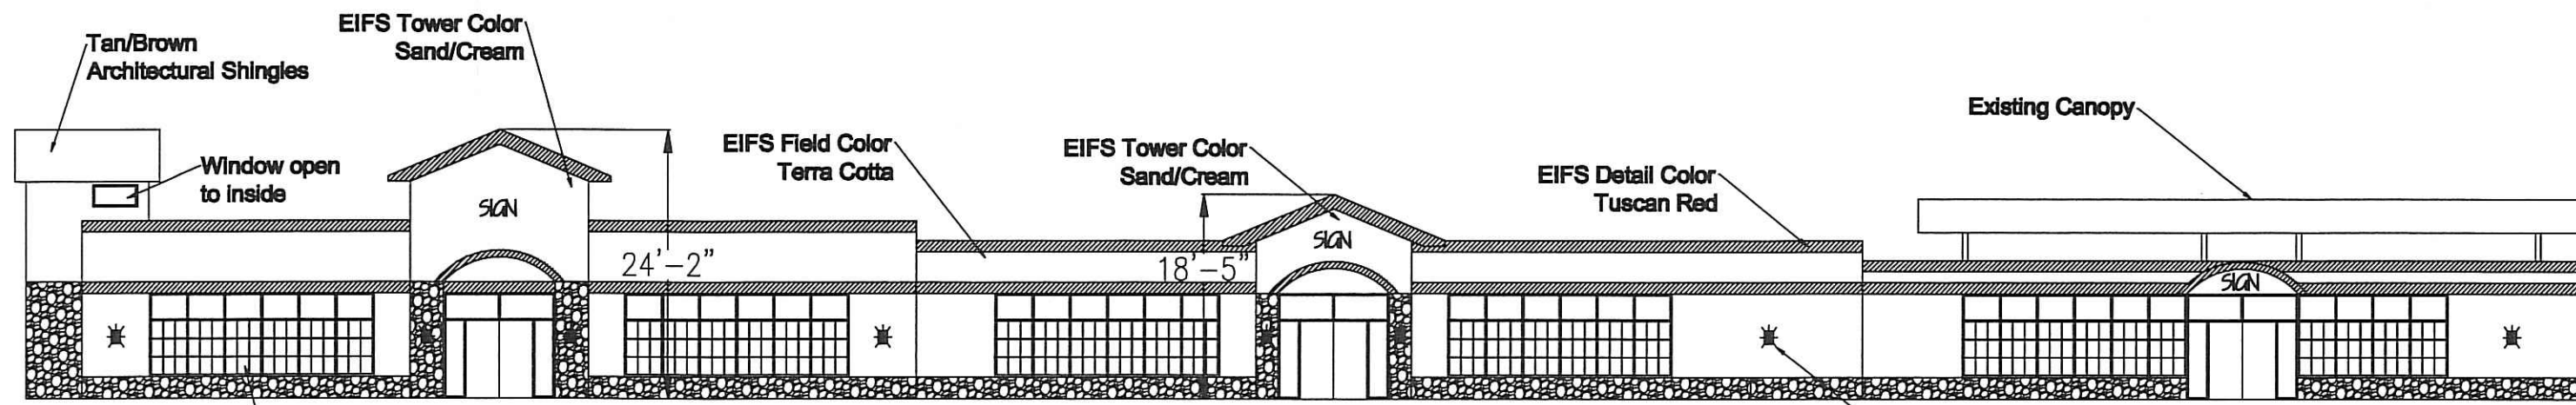 Tan/Brown
Architectural Shingles
EIFS Tower Color
Sand/Cream
Window open
to inside
SIGN
24'-2"
EIFS Field Color
Terra Cotta
EIFS Tower Color
Sand/Cream
SIGN
18'-5"
EIFS Detail Color
Tuscan Red
Existing Canopy
SIGN